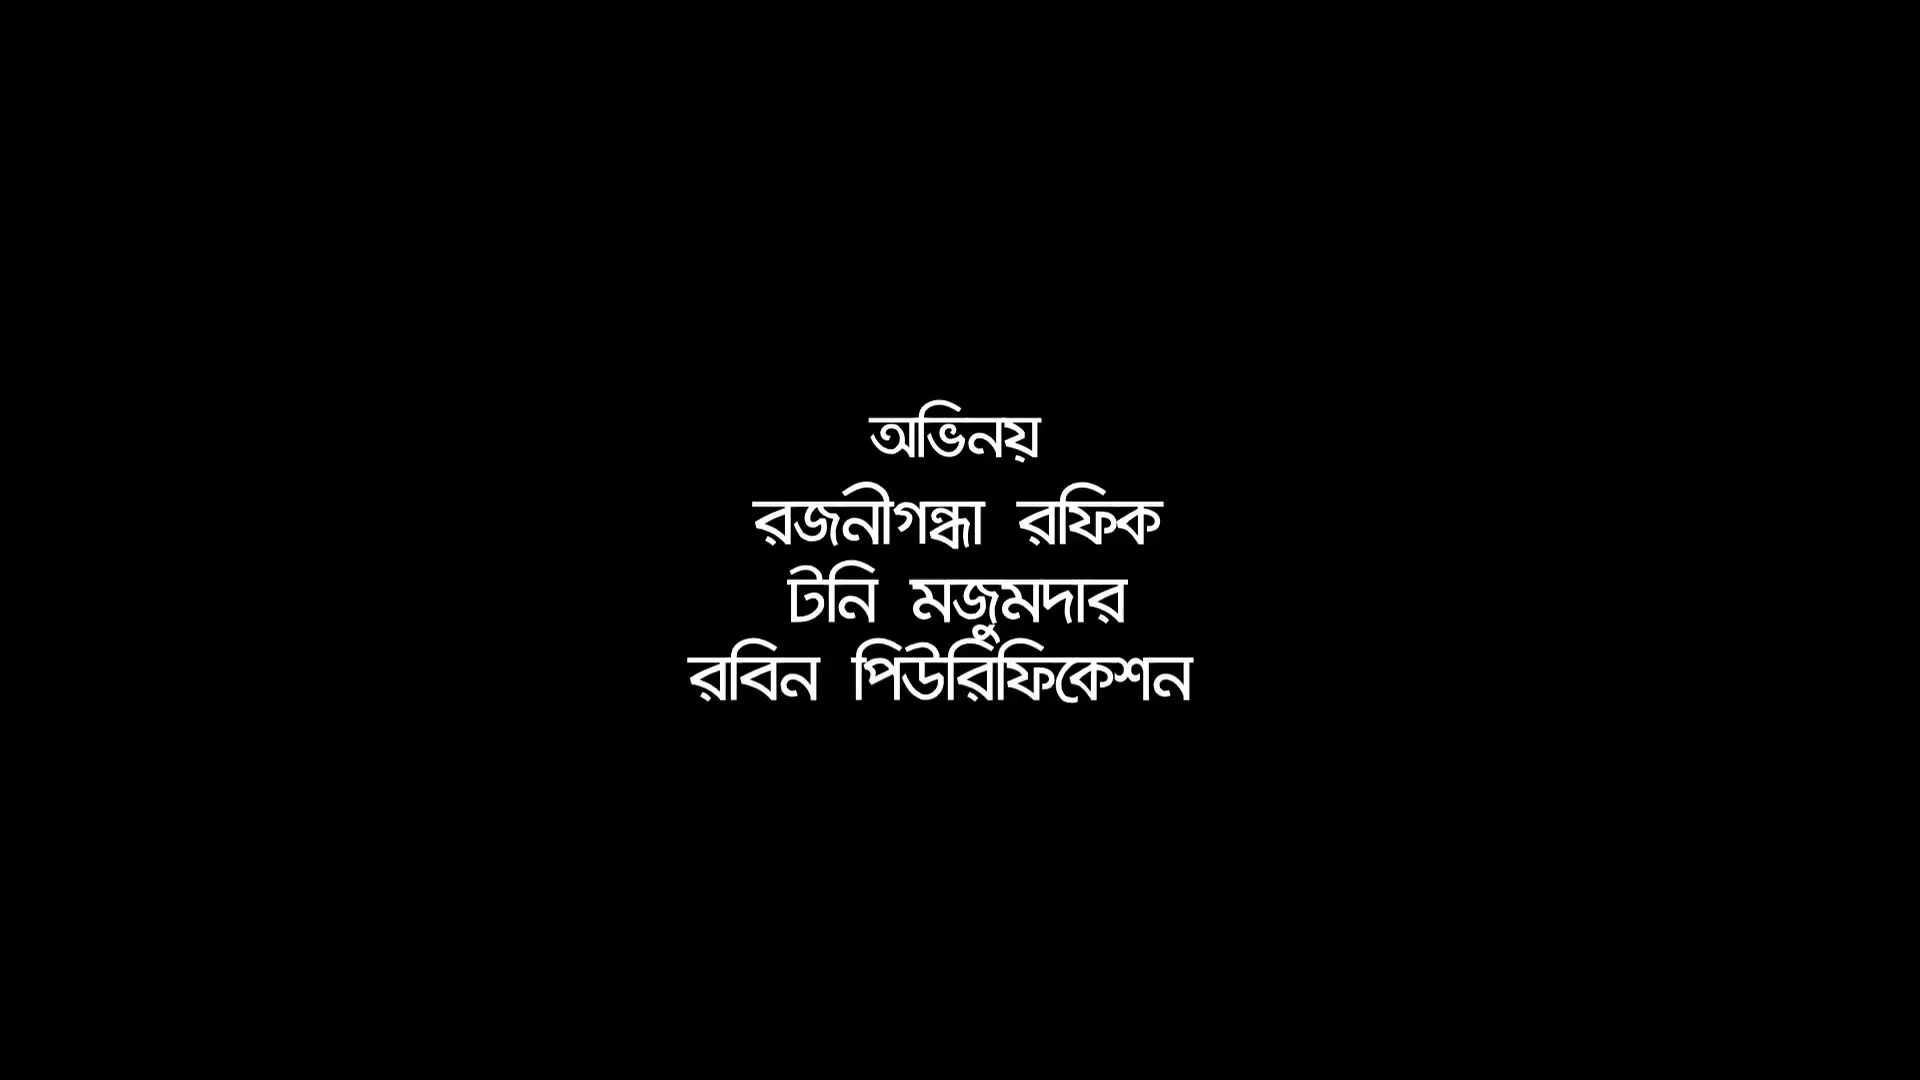 অভিনয়
রজনীগন্ধা রফিক
টনি মজুমদার
রবিন পিউরিফিকেশন